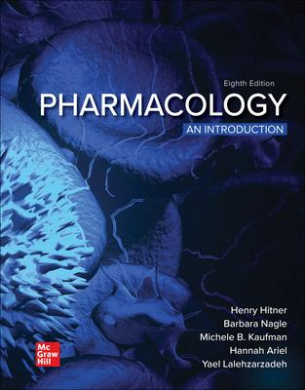 Eighth Edition
PHARMACOLOGY
AN INTRODUCTION
Henry Hitner
Barbara Nagle
Michele B. Kaufman
Hannah Ariel
Yael Lalehzarzadeh
Mc
Graw
Hill